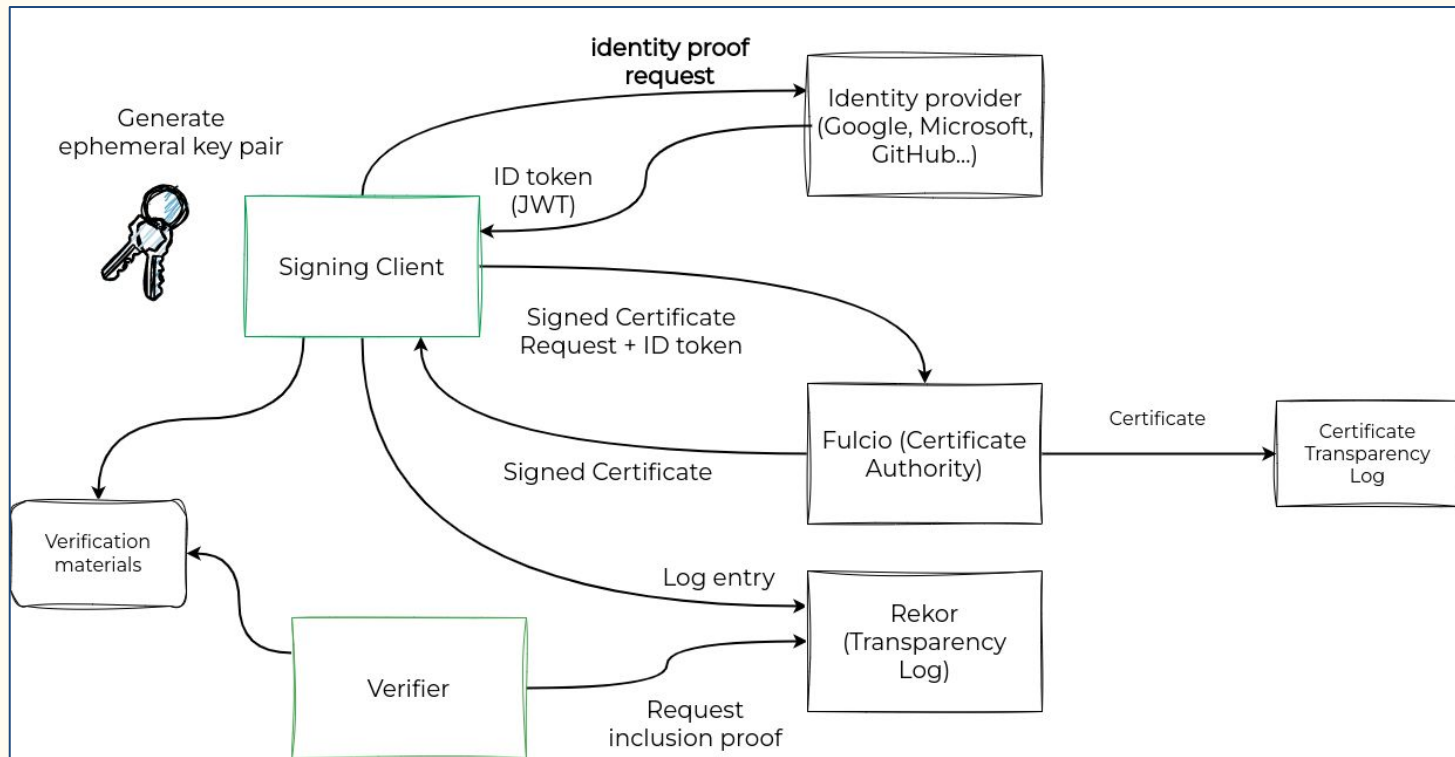 identity proof
request
Identity provider
(Google, Microsoft,
GitHub...)
Generate
ephemeral key pair
ID token
(JWT)
Signing Client
Signed Certificate
Request + ID token
Fulcio (Certificate
Authority)
Certificate
Certificate
Transparency
Log
Signed Certificate
Verification
materials
Log entry
Rekor
(Transparency
Log)
Verifier
Request
inclusion proof